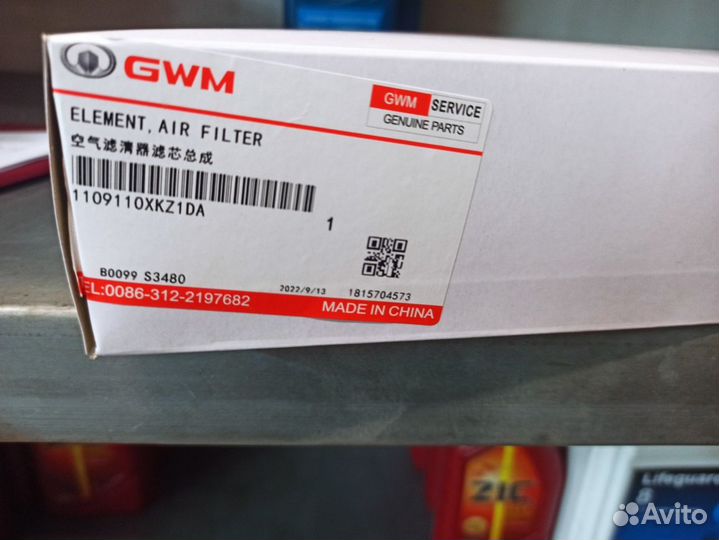 GWM
GWM SERVICE
GENUINE PARTS
ELEMENT, AIR FILTER
空气滤清器滤芯总成
1109110XKZ1DA
1
B0099 S3480
2022/9/13
1815704573
EL:0086-312-2197682
MADE IN CHINA
ZIC
Lifeguard
8
Avito